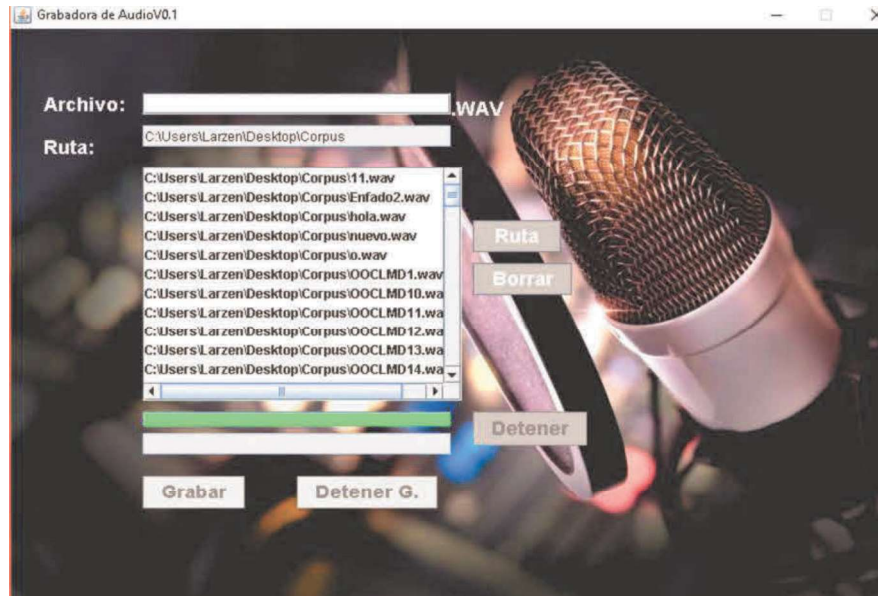 Grabadora de AudioV0.1
Archivo:
.WAV
Ruta:
C:\Users\Larzen\Desktop\Corpus
C:\Users\Larzen\Desktop\Corpus\11.wav
C:\Users\Larzen\Desktop\Corpus\Enfado2.wav
C:\Users\Larzen\Desktop\Corpus\hola.wav
C:\Users\Larzen\Desktop\Corpus\nuevo.wav
C:\Users\Larzen\Desktop\Corpus\o.wav
C:\Users\Larzen\Desktop\Corpus\OOCLMD1.wav
C:\Users\Larzen\Desktop\Corpus\OOCLMD10.wa
C:\Users\Larzen\Desktop\Corpus\OOCLMD11.wa
C:\Users\Larzen\Desktop\Corpus\OOCLMD12.wa
C:\Users\Larzen\Desktop\Corpus\OOCLMD13.wa
C:\Users\Larzen\Desktop\Corpus\OOCLMD14.wa
Ruta
Borrar
Detener
Grabar
Detener G.